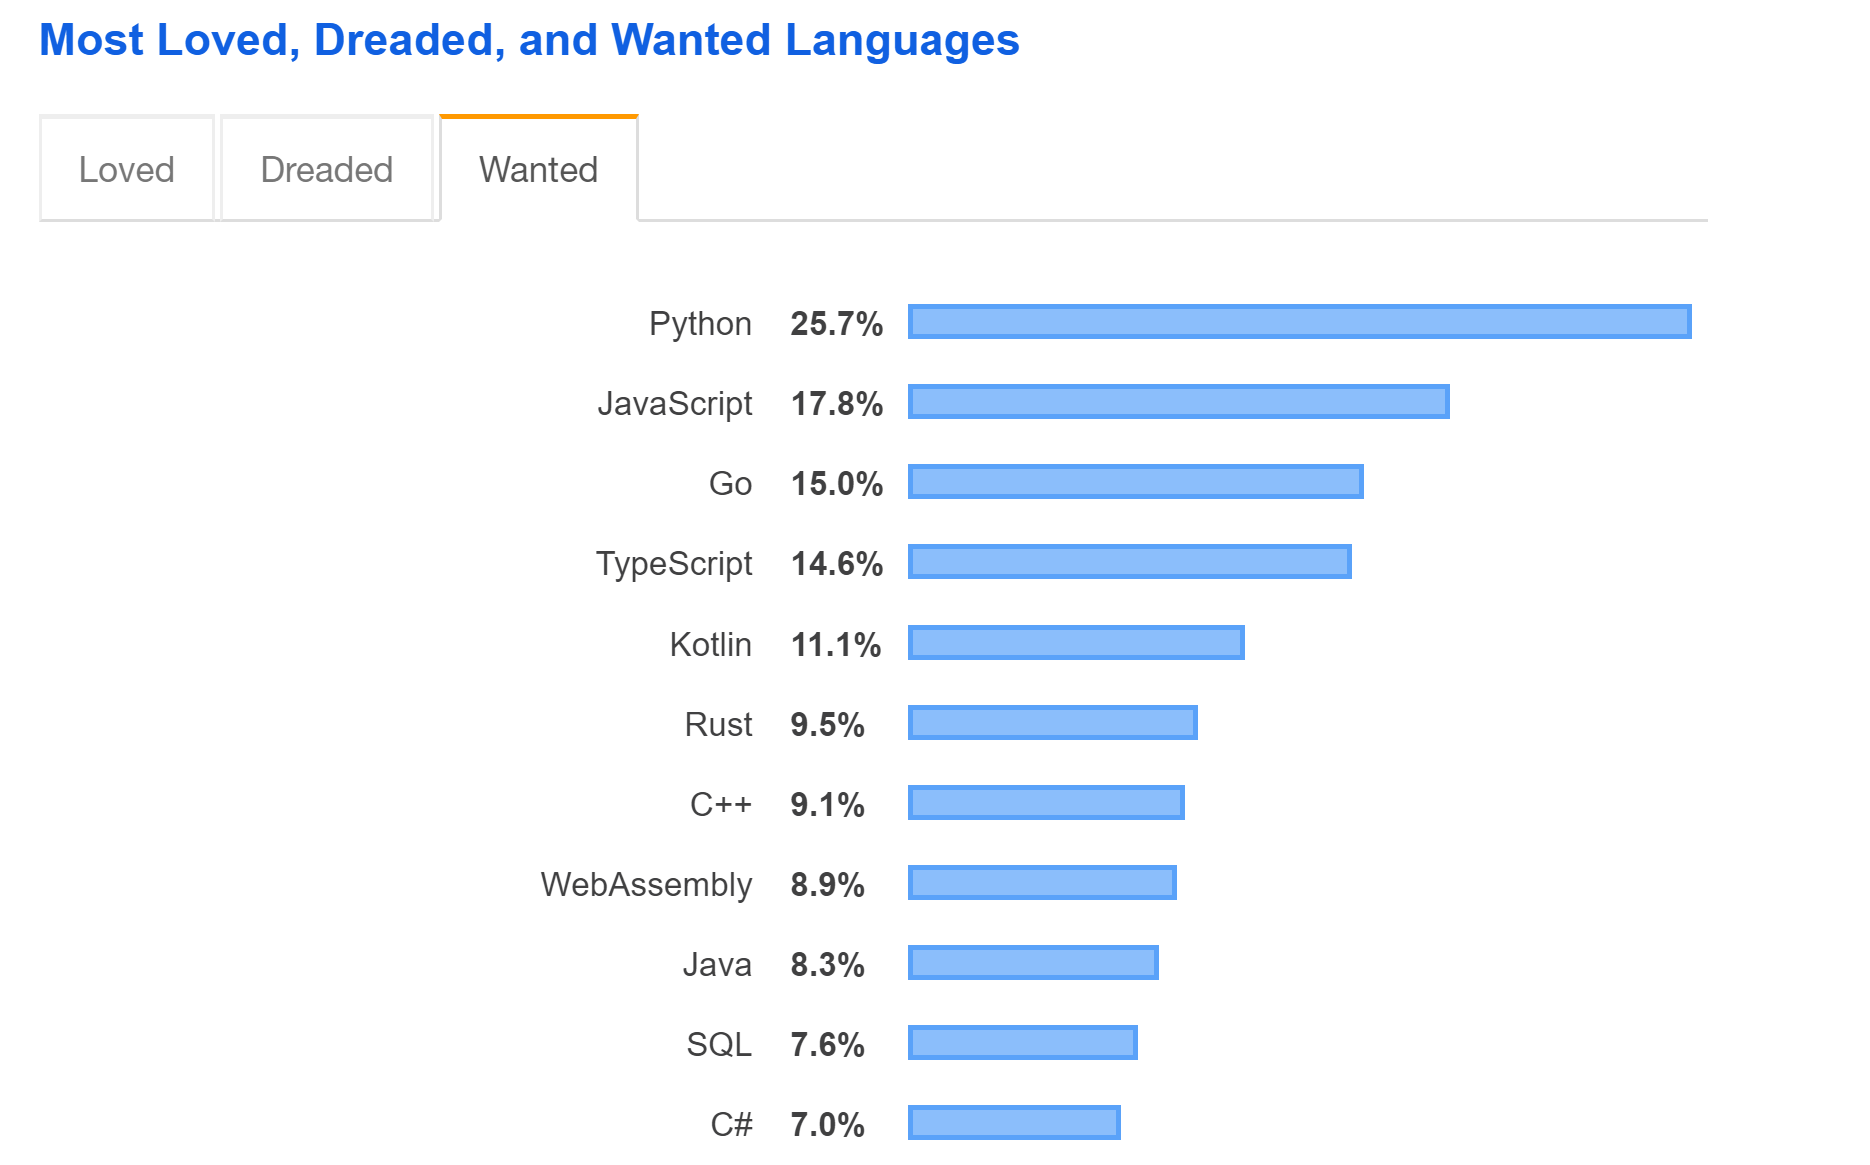 Most Loved, Dreaded, and Wanted Languages
Loved Dreaded Wanted
Python 25.7%
JavaScript 17.8%
Go 15.0%
TypeScript 14.6%
Kotlin 11.1%
Rust 9.5%
C++ 9.1%
WebAssembly 8.9%
Java 8.3%
SQL 7.6%
C# 7.0%